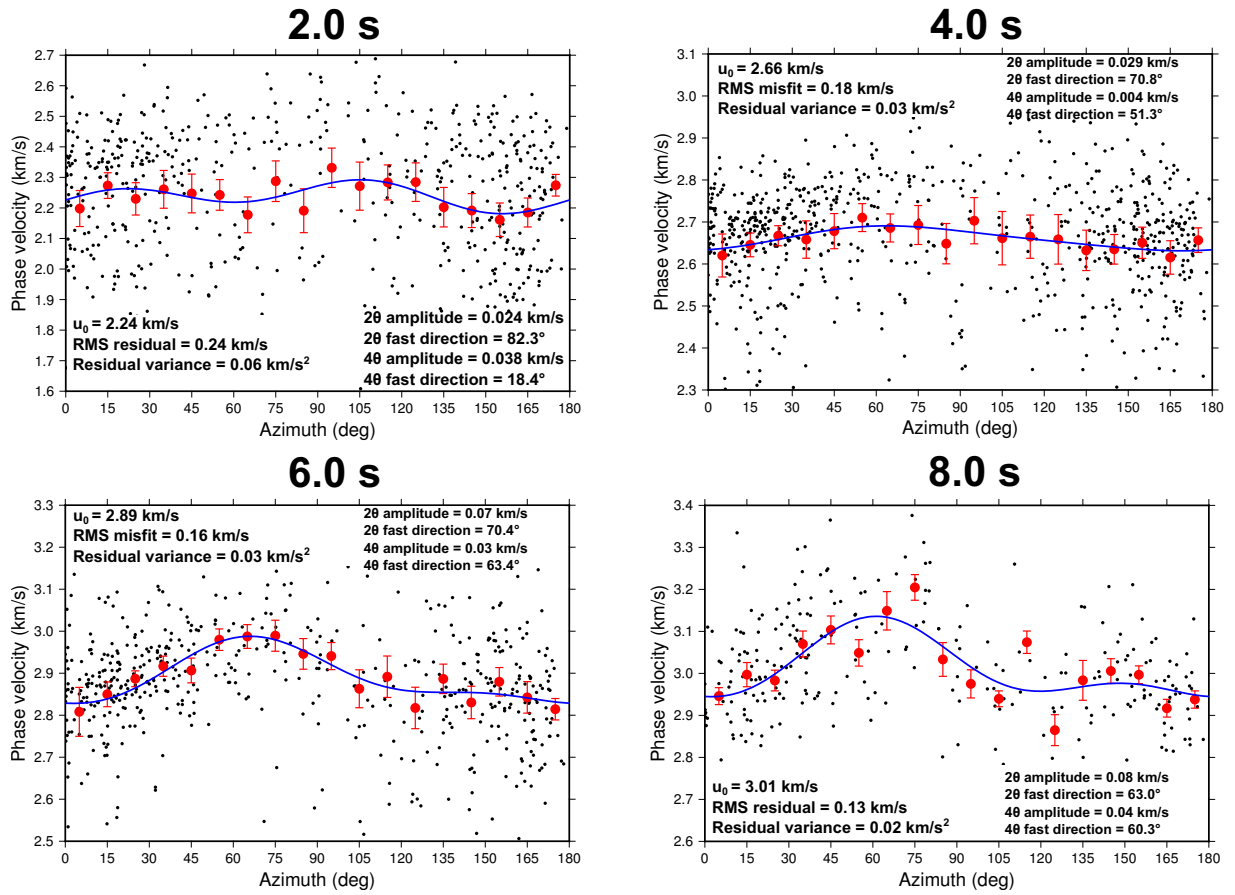 2.0 s
2.7
2.6
2.5
2.4
2.3
2.2
2.1
2.0
1.9
1.8
1.7
1.6
Phase velocity (km/s)
u0 = 2.24 km/s
RMS residual = 0.24 km/s
Residual variance = 0.06 km/s2
2θ amplitude = 0.024 km/s
2θ fast direction = 82.3°
4θ amplitude = 0.038 km/s
4θ fast direction = 18.4°
0 15 30 45 60 75 90 105 120 135 150 165 180
Azimuth (deg)
4.0 s
3.1
3.0
2.9
2.8
2.7
2.6
2.5
2.4
2.3
Phase velocity (km/s)
u0 = 2.66 km/s
RMS misfit = 0.18 km/s
Residual variance = 0.03 km/s2
2θ amplitude = 0.029 km/s
2θ fast direction = 70.8°
4θ amplitude = 0.004 km/s
4θ fast direction = 51.3°
0 15 30 45 60 75 90 105 120 135 150 165 180
Azimuth (deg)
6.0 s
3.3
3.2
3.1
3.0
2.9
2.8
2.7
2.6
2.5
Phase velocity (km/s)
u0 = 2.89 km/s
RMS misfit = 0.16 km/s
Residual variance = 0.03 km/s2
2θ amplitude = 0.07 km/s
2θ fast direction = 70.4°
4θ amplitude = 0.03 km/s
4θ fast direction = 63.4°
0 15 30 45 60 75 90 105 120 135 150 165 180
Azimuth (deg)
8.0 s
3.4
3.3
3.2
3.1
3.0
2.9
2.8
2.7
2.6
Phase velocity (km/s)
u0 = 3.01 km/s
RMS residual = 0.13 km/s
Residual variance = 0.02 km/s2
2θ amplitude = 0.08 km/s
2θ fast direction = 63.0°
4θ amplitude = 0.04 km/s
4θ fast direction = 60.3°
0 15 30 45 60 75 90 105 120 135 150 165 180
Azimuth (deg)